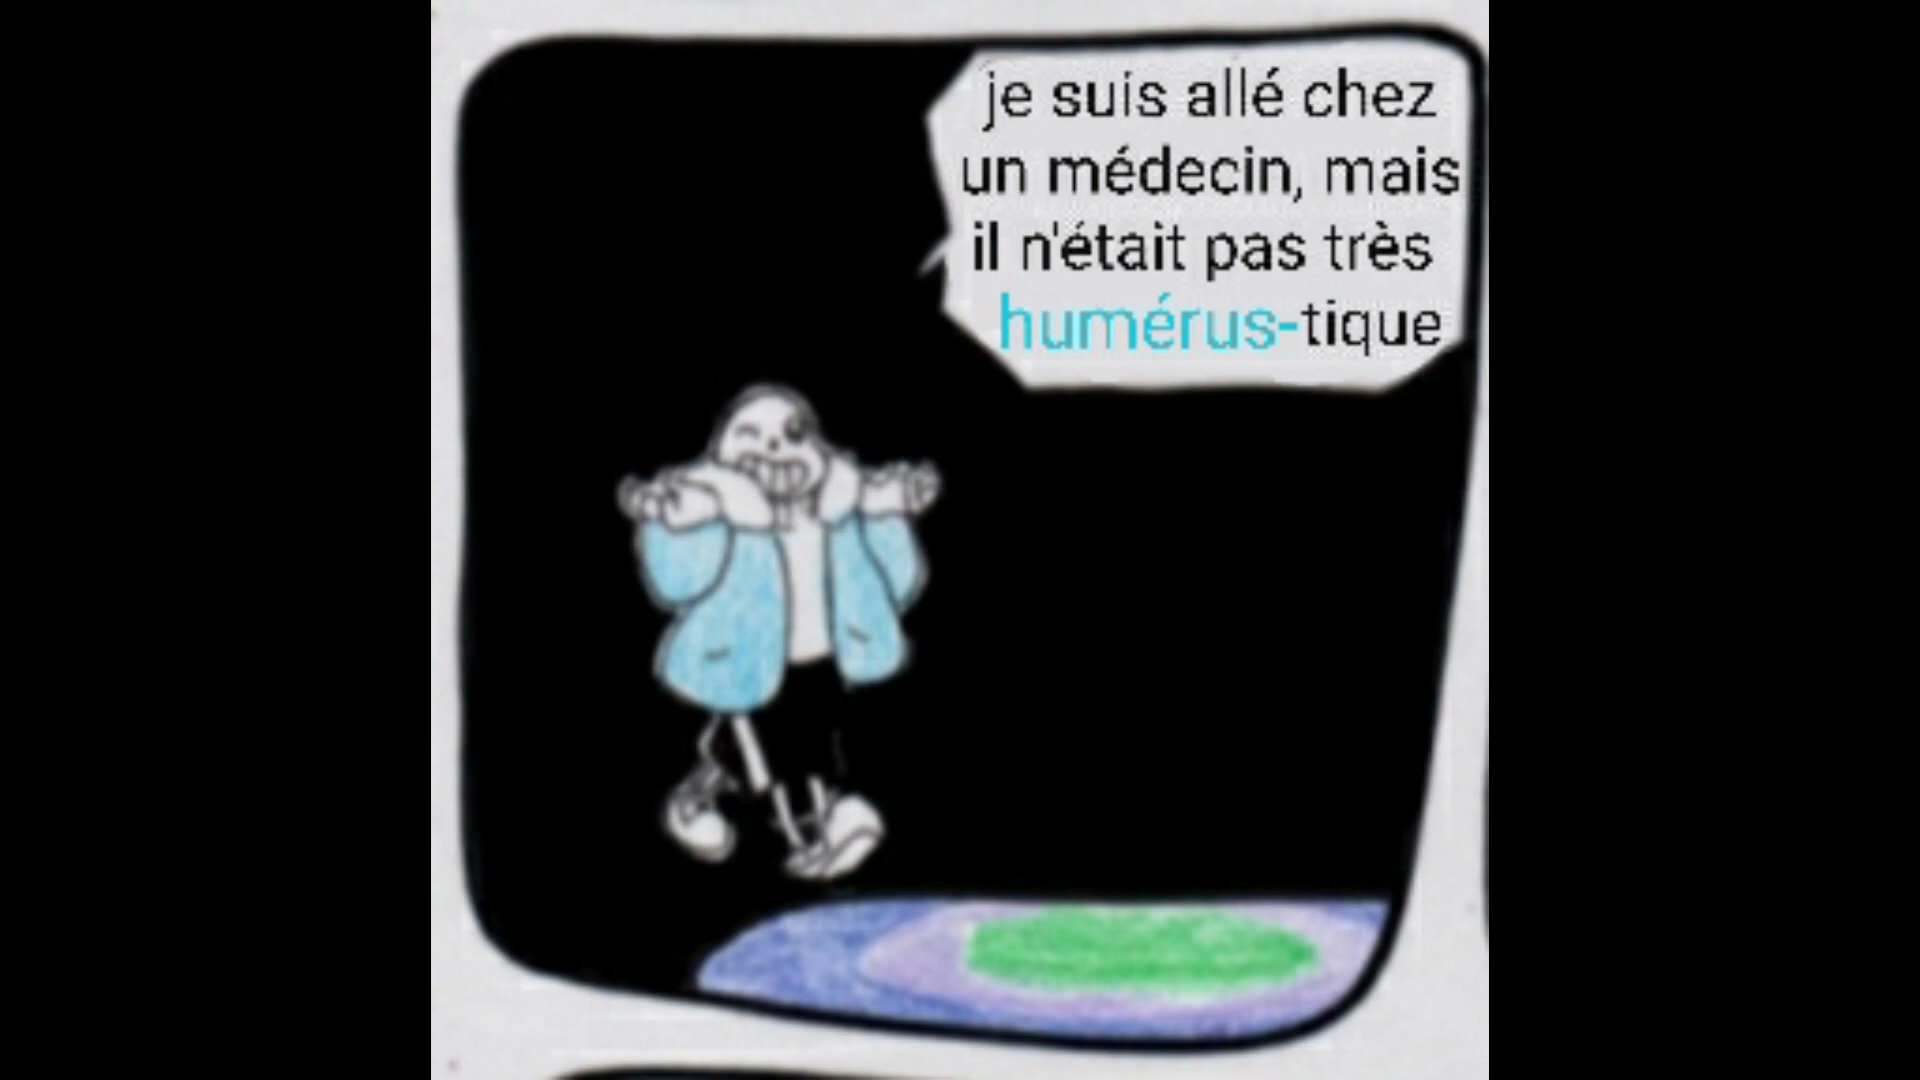 je suis allé chez
un médecin, mais
il n'était pas très
humérus-tique